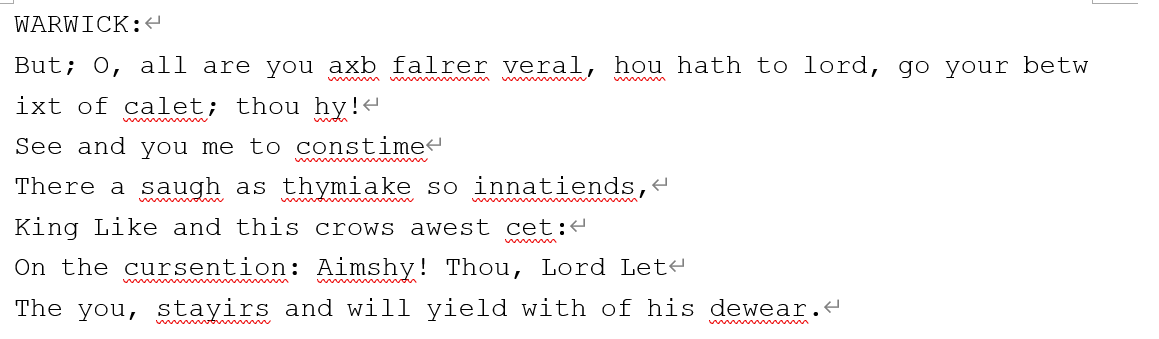 WARWICK:
But; O, all are you axb falrer veral, hou hath to lord, go your betw
ixt of calet; thou hy!
See and you me to constime
There a saugh as thymiake so innatiends,
King Like and this crows awest cet:
On the cursention: Aimshy! Thou, Lord Let
The you, stayirs and will yield with of his dewear.